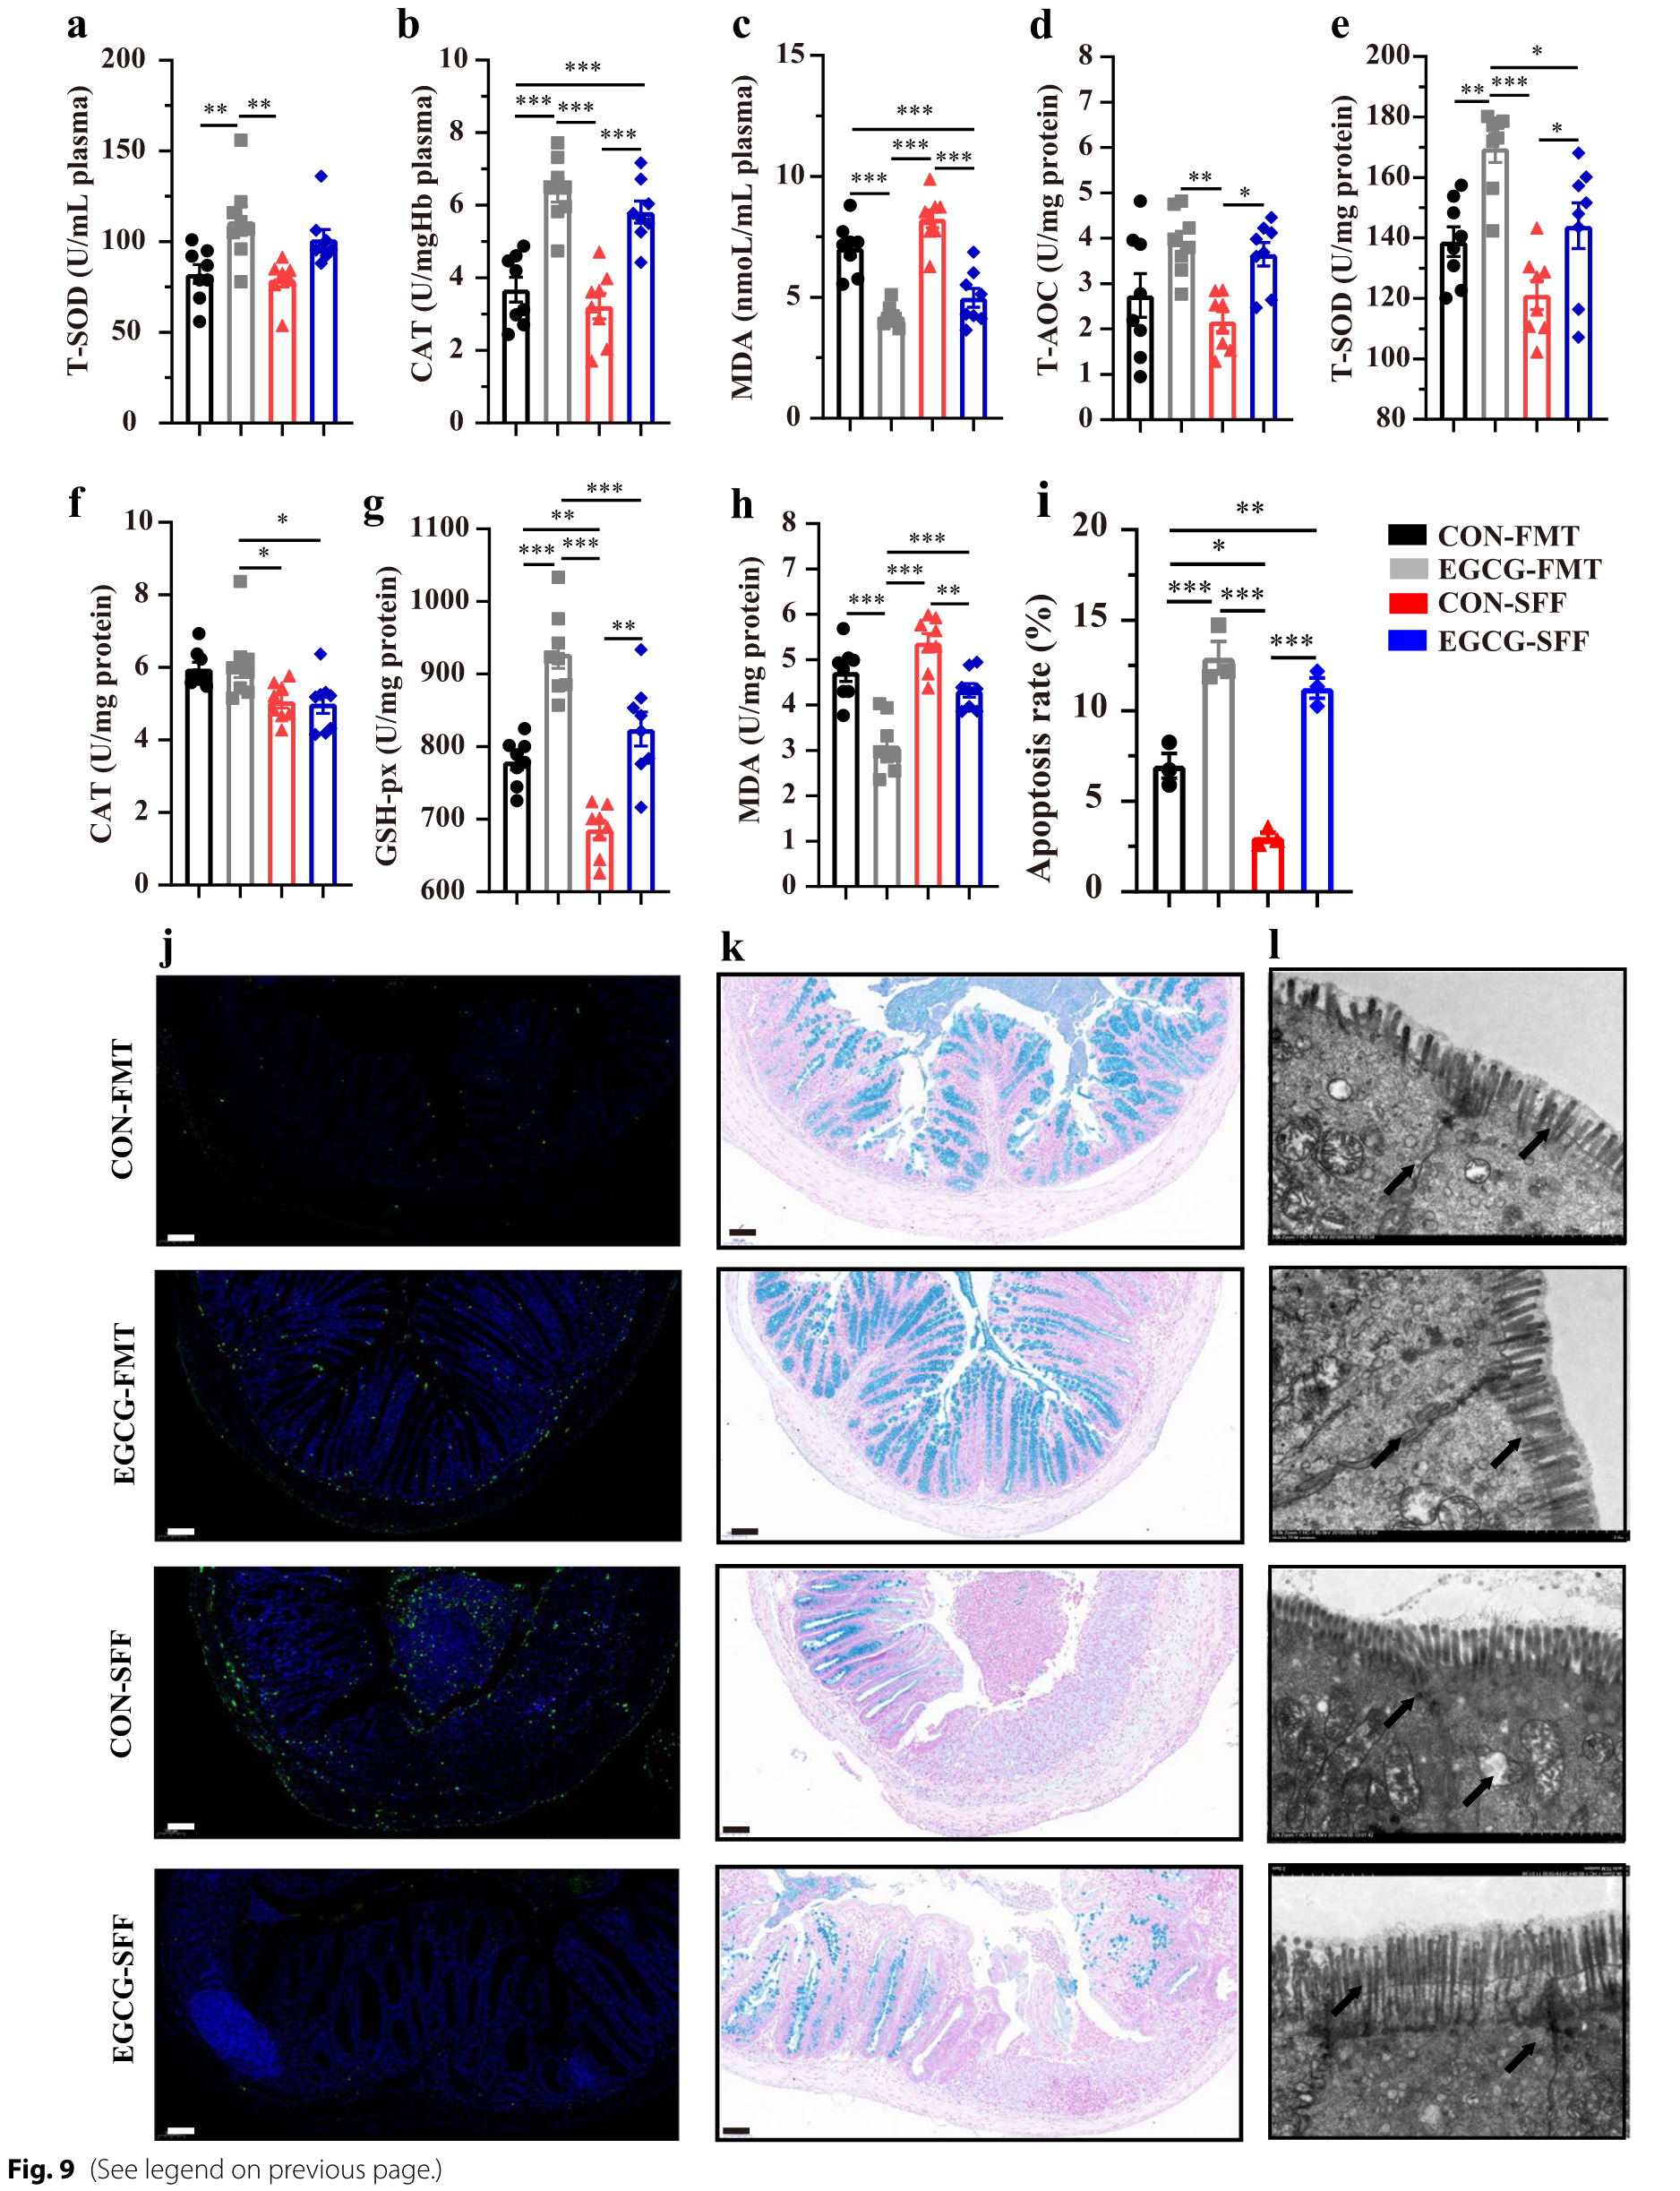 a
T-SOD (U/mL plasma)
200
150
100
50
0
**
**
b
CAT (U/mgHb plasma)
10
8
6
4
2
0
***
***
***
***
c
MDA (nmoL/mL plasma)
15
10
5
0
***
***
***
***
d
T-AOC (U/mg protein)
8
7
6
5
4
3
2
1
0
**
*
e
T-SOD (U/mg protein)
200
180
160
140
120
100
80
*
**
***
*
f
CAT (U/mg protein)
10
8
6
4
2
0
*
*
g
GSH-px (U/mg protein)
1100
1000
900
800
700
600
***
**
***
***
**
h
MDA (U/mg protein)
8
7
6
5
4
3
2
1
0
***
***
***
**
i
Apoptosis rate (%)
20
15
10
5
0
**
*
***
***
***
CON-FMT
EGCG-FMT
CON-SFF
EGCG-SFF
j
k
l
CON-FMT
EGCG-FMT
CON-SFF
EGCG-SFF
Fig. 9 (See legend on previous page.)